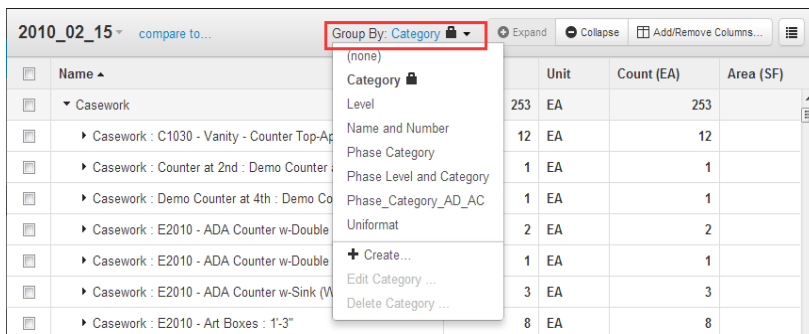 2010_02_15 compare to... Group By: Category Expand Collapse Add/Remove Columns...
Name Unit Count (EA) Area (SF)
(none)
Category
Level
Name and Number
Phase Category
Phase Level and Category
Phase_Category_AD_AC
Uniformat
Create...
Edit Category ...
Delete Category ...
Casework 253 EA 253
Casework : C1030 - Vanity - Counter Top-Ap 12 EA 12
Casework : Counter at 2nd : Demo Counter 1 EA 1
Casework : Demo Counter at 4th : Demo Co 1 EA 1
Casework : E2010 - ADA Counter w-Double 2 EA 2
Casework : E2010 - ADA Counter w-Double 1 EA 1
Casework : E2010 - ADA Counter w-Sink (W 3 EA 3
Casework : E2010 - Art Boxes : 1'-3" 8 EA 8